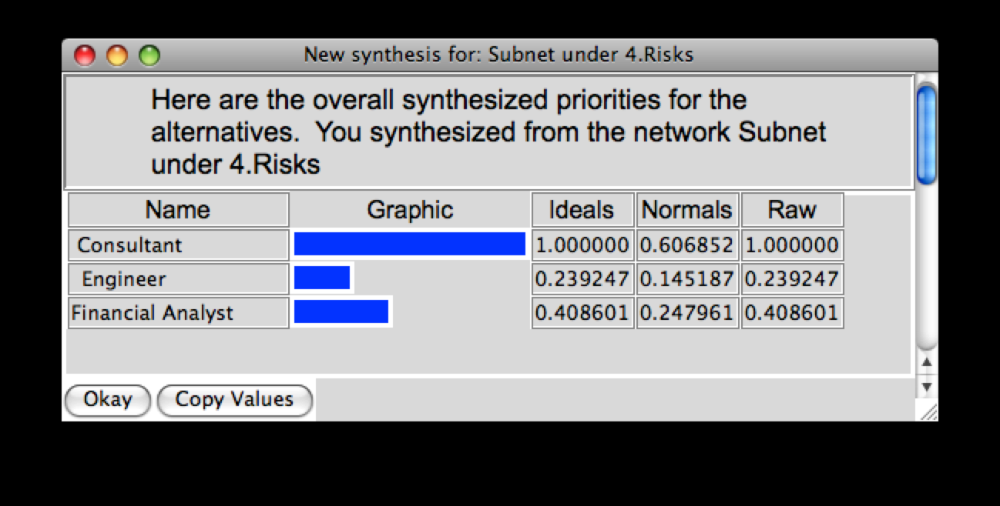 New synthesis for: Subnet under 4.Risks
Here are the overall synthesized priorities for the
alternatives.  You synthesized from the network Subnet
under 4.Risks
Name Graphic Ideals Normals Raw
Consultant 1.000000 0.606852 1.000000
Engineer 0.239247 0.145187 0.239247
Financial Analyst 0.408601 0.247961 0.408601
Okay Copy Values